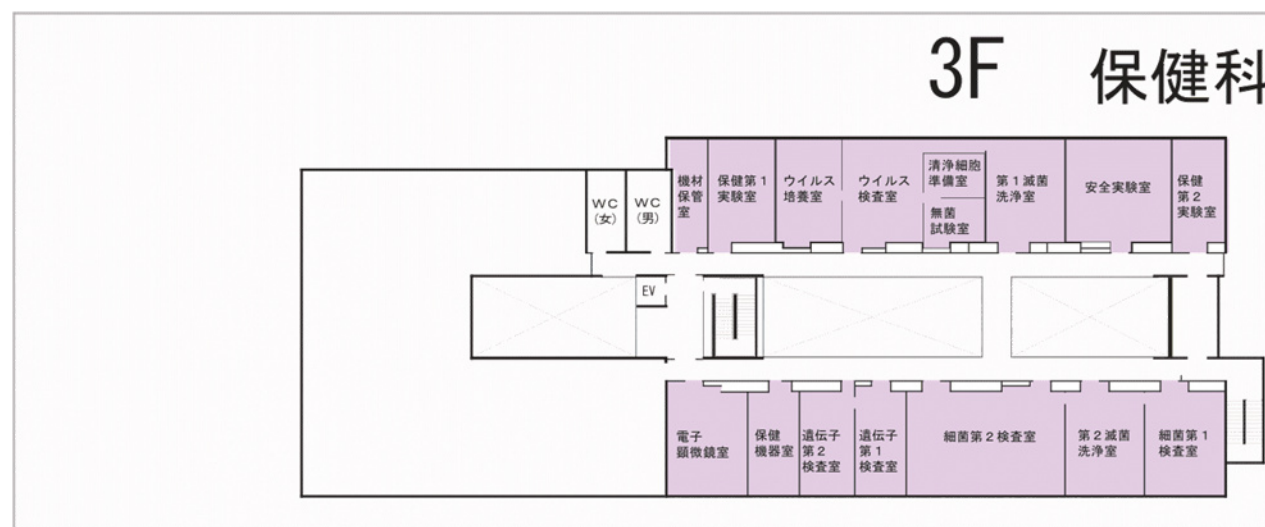 3F 保健科
WC
(女)
WC
(男)
機材
保管
室
保健第1
実験室
ウイルス
培養室
ウイルス
検査室
清浄細胞
準備室
無菌
試験室
第1滅菌
洗浄室
安全実験室
保健
第2
実験室
EV
電子
顕微鏡室
保健
機器室
遺伝子
第2
検査室
遺伝子
第1
検査室
細菌第2検査室
第2滅菌
洗浄室
細菌第1
検査室